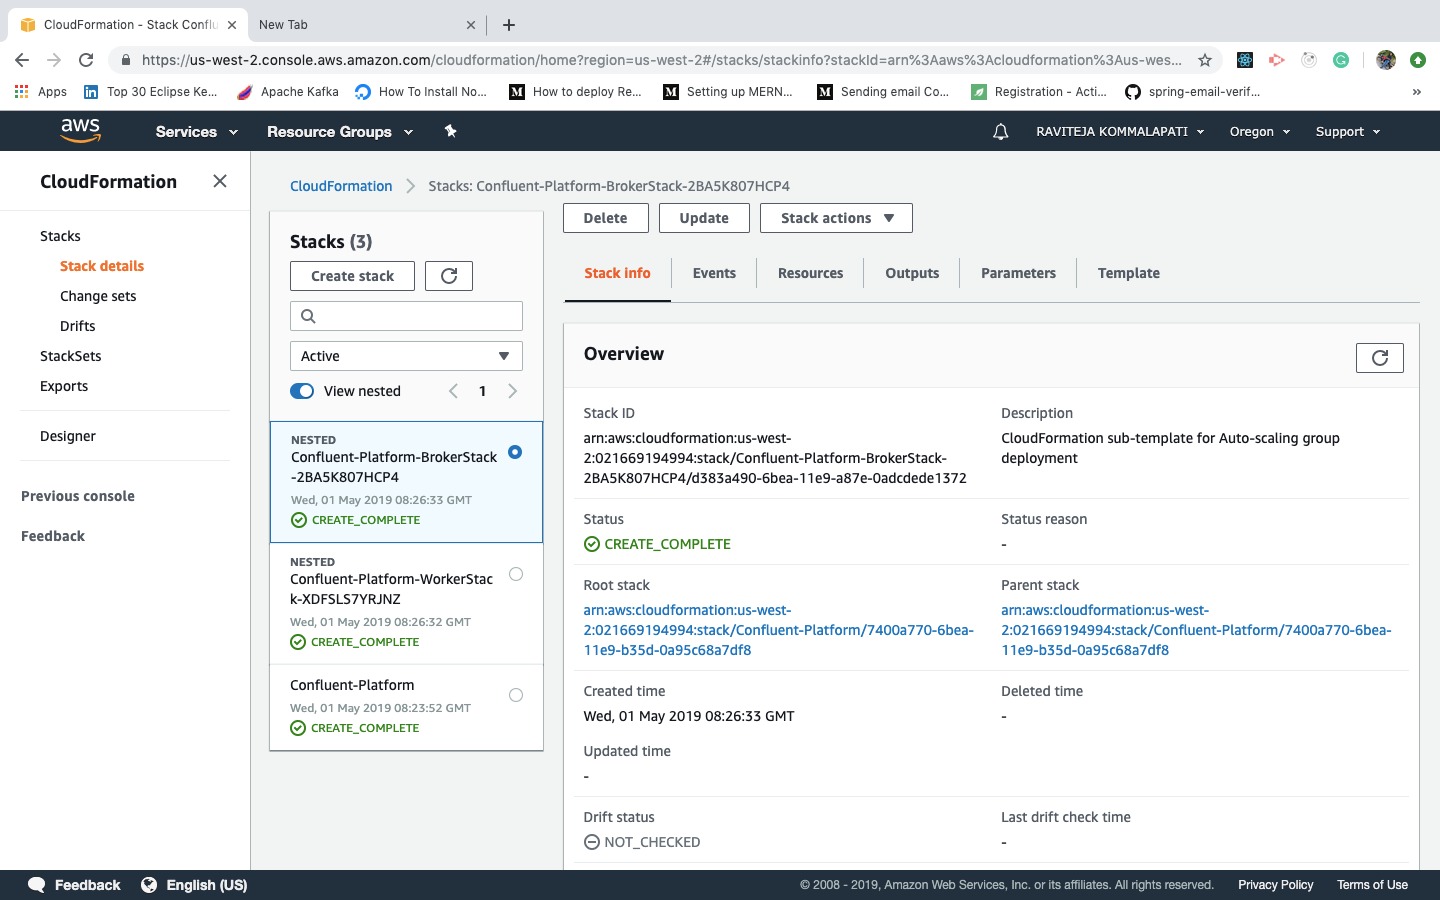 CloudFormation - Stack Conflu
New Tab
https://us-west-2.console.aws.amazon.com/cloudformation/home?region=us-west-2#/stacks/stackinfo?stackId=arn%3Aaws%3Acloudformation%3Aus-wes...
Apps
Top 30 Eclipse Ke...
Apache Kafka
How To Install No...
How to deploy Re...
Setting up MERN...
Sending email Co...
Registration - Acti...
spring-email-verif...
»
aws
Services
Resource Groups
RAVITEJA KOMMALAPATI
Oregon
Support
CloudFormation
Stacks
Stack details
Change sets
Drifts
StackSets
Exports
Designer
Previous console
Feedback
CloudFormation
Stacks: Confluent-Platform-BrokerStack-2BA5K807HCP4
Stacks (3)
Create stack
Active
View nested
1
NESTED
Confluent-Platform-BrokerStack
-2BA5K807HCP4
Wed, 01 May 2019 08:26:33 GMT
CREATE_COMPLETE
NESTED
Confluent-Platform-WorkerStac
k-XDFSLS7YRJNZ
Wed, 01 May 2019 08:26:32 GMT
CREATE_COMPLETE
Confluent-Platform
Wed, 01 May 2019 08:23:52 GMT
CREATE_COMPLETE
Delete
Update
Stack actions
Stack info
Events
Resources
Outputs
Parameters
Template
Overview
Stack ID
arn:aws:cloudformation:us-west-
2:021669194994:stack/Confluent-Platform-BrokerStack-
2BA5K807HCP4/d383a490-6bea-11e9-a87e-0adcdede1372
Description
CloudFormation sub-template for Auto-scaling group
deployment
Status
CREATE_COMPLETE
Status reason
-
Root stack
arn:aws:cloudformation:us-west-
2:021669194994:stack/Confluent-Platform/7400a770-6bea-
11e9-b35d-0a95c68a7df8
Parent stack
arn:aws:cloudformation:us-west-
2:021669194994:stack/Confluent-Platform/7400a770-6bea-
11e9-b35d-0a95c68a7df8
Created time
Wed, 01 May 2019 08:26:33 GMT
Deleted time
-
Updated time
-
Drift status
NOT_CHECKED
Last drift check time
-
Feedback
English (US)
© 2008 - 2019, Amazon Web Services, Inc. or its affiliates. All rights reserved.
Privacy Policy
Terms of Use